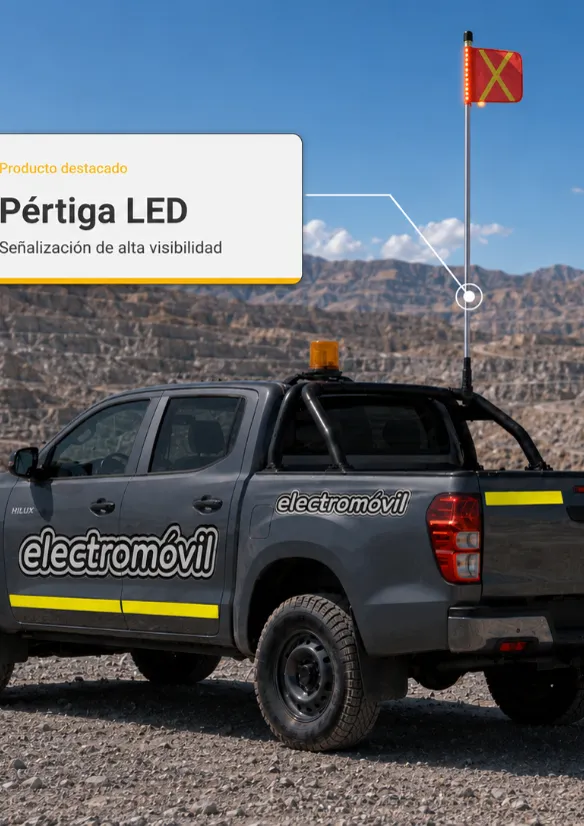 Producto destacado
Pértiga LED
Señalización de alta visibilidad
HILUX
electromóvil
electromóvil